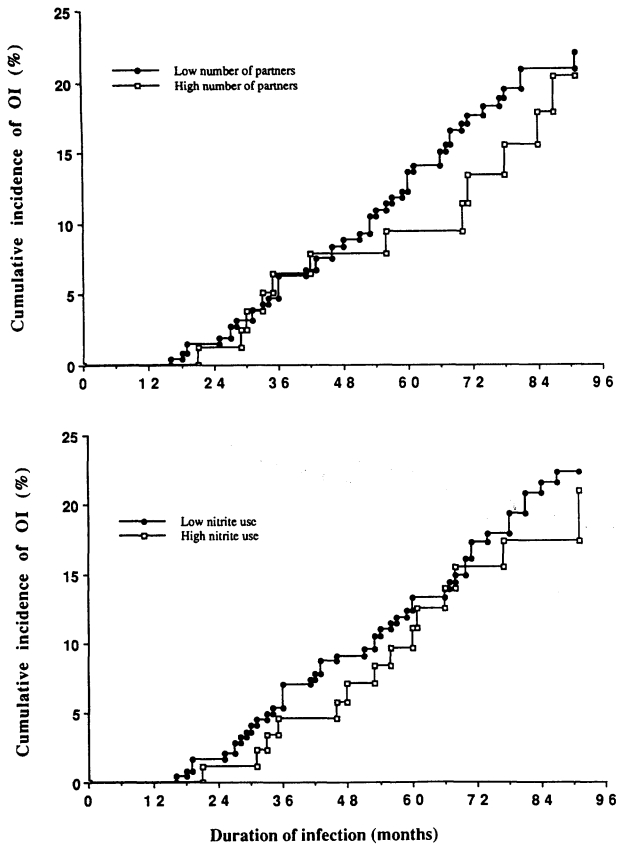 Cumulative incidence of OI (%)
25
20
15
10
5
0
Low number of partners
High number of partners
0 12 24 36 48 60 72 84 96
Cumulative incidence of OI (%)
25
20
15
10
5
0
Low nitrite use
High nitrite use
0 12 24 36 48 60 72 84 96
Duration of infection (months)